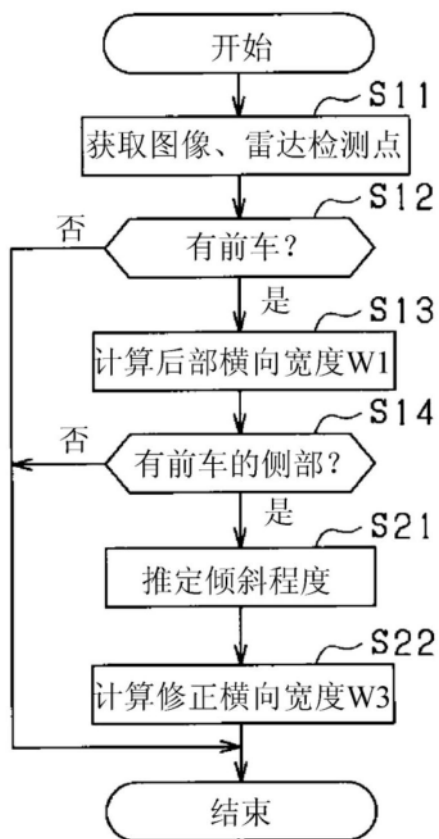 开始
S11
获取图像、雷达检测点
S12
否
有前车?
是
S13
计算后部横向宽度W1
S14
否
有前车的侧部?
是
S21
推定倾斜程度
S22
计算修正横向宽度W3
结束